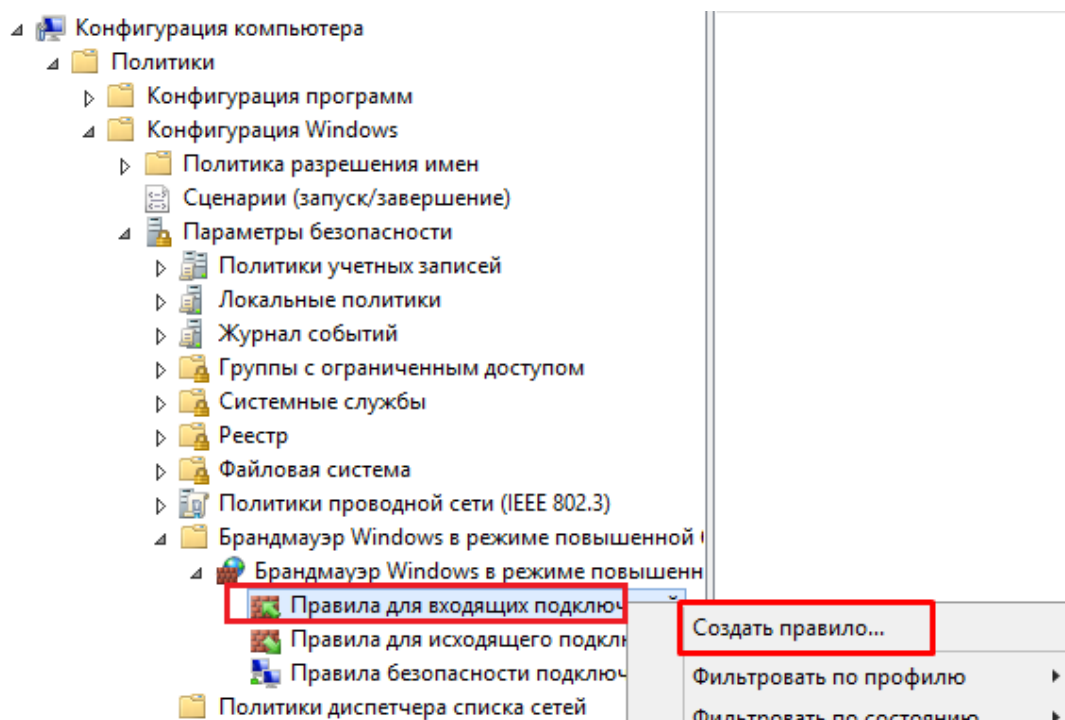 Конфигурация компьютера
Политики
Конфигурация программ
Конфигурация Windows
Политика разрешения имен
Сценарии (запуск/завершение)
Параметры безопасности
Политики учетных записей
Локальные политики
Журнал событий
Группы с ограниченным доступом
Системные службы
Реестр
Файловая система
Политики проводной сети (IEEE 802.3)
Брандмауэр Windows в режиме повышенной
Брандмауэр Windows в режиме повышенн
Правила для входящих подключ
Правила для исходящего подкл
Правила безопасности подключ
Политики диспетчера списка сетей
Создать правило...
Фильтровать по профилю
Фильтровать по состоянию